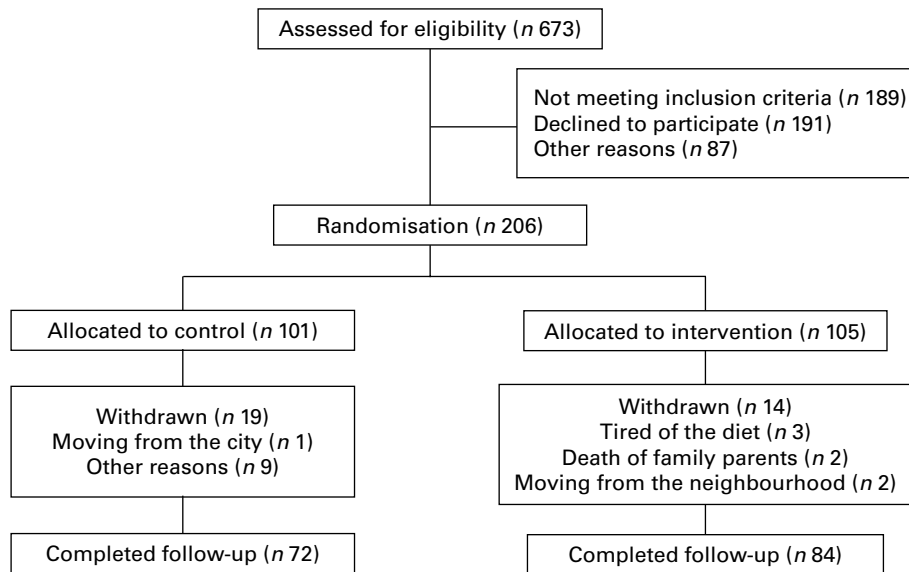 Assessed for eligibility (n 673)
Not meeting inclusion criteria (n 189)
Declined to participate (n 191)
Other reasons (n 87)
Randomisation (n 206)
Allocated to control (n 101)
Allocated to intervention (n 105)
Withdrawn (n 19)
Moving from the city (n 1)
Other reasons (n 9)
Withdrawn (n 14)
Tired of the diet (n 3)
Death of family parents (n 2)
Moving from the neighbourhood (n 2)
Completed follow-up (n 72)
Completed follow-up (n 84)